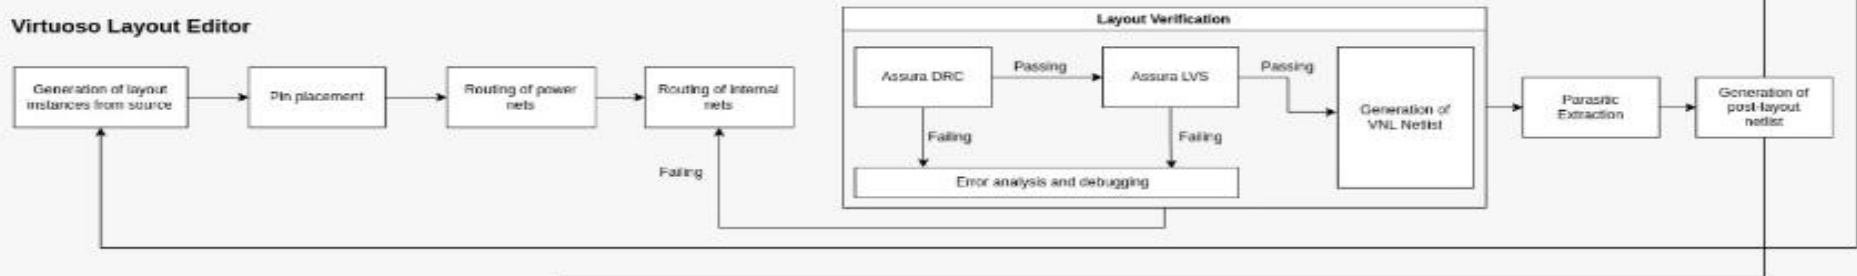 Virtuoso Layout Editor
Generation of layout
instances from source
Pin placement
Routing of power
nets
Routing of internal
nets
Failing
Layout Verification
Assura DRC
Passing
Assura LVS
Passing
Failing
Failing
Error analysis and debugging
Generation of
VNL Netlist
Parasitic
Extraction
Generation of
post-layout
netlist